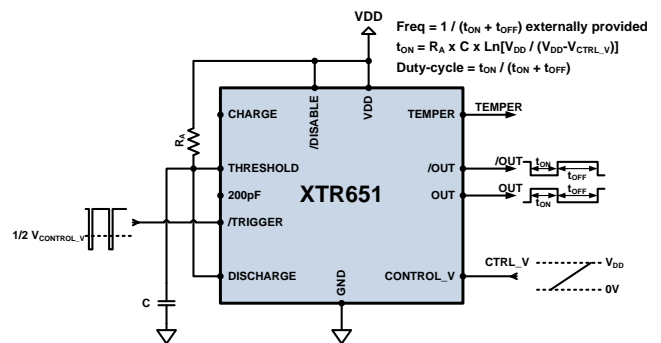 VDD
Freq = 1 / (tON + tOFF) externally provided
tON = RA x C x Ln[VDD / (VDD-VCTRL_V)]
Duty-cycle = tON / (tON + tOFF)
RA
CHARGE
/DISABLE
VDD
TEMPER
TEMPER
THRESHOLD
/OUT
/OUT
tON
tOFF
200pF
XTR651
OUT
OUT
tON
tOFF
1/2 VCONTROL_V
/TRIGGER
DISCHARGE
GND
CONTROL_V
CTRL_V
VDD
0V
C